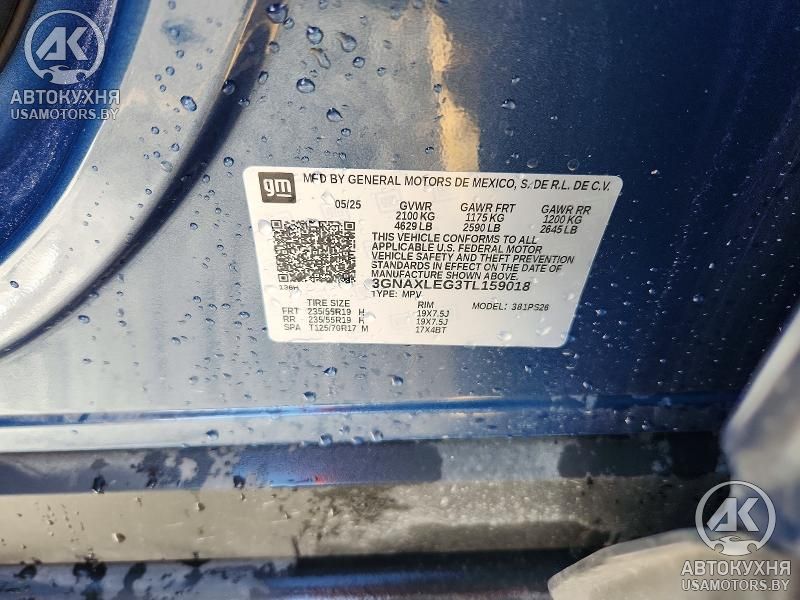 AK
АВТОКУХНЯ
USAMOTORS.BY
gm
MFD BY GENERAL MOTORS DE MEXICO, S. DE R.L. DE C.V.
05/25 GVWR GAWR FRT GAWR RR
2100 KG 1175 KG 1200 KG
4629 LB 2590 LB 2645 LB
THIS VEHICLE CONFORMS TO ALL
APPLICABLE U.S. FEDERAL MOTOR
VEHICLE SAFETY AND THEFT PREVENTION
STANDARDS IN EFFECT ON THE DATE OF
MANUFACTURE SHOWN ABOVE.
3GNAXLEG3TL159018
TYPE: MPV
TIRE SIZE RIM MODEL: 381PS26
FRT 235/55R19 H 19X7.5J
RR 235/55R19 H 19X7.5J
SPA T125/70R17 M 17X4BT
AK
АВТОКУХНЯ
USAMOTORS.BY